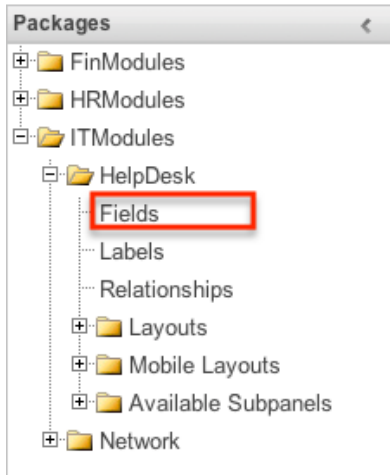 Packages
FinModules
HRModules
ITModules
HelpDesk
Fields
Labels
Relationships
Layouts
Mobile Layouts
Available Subpanels
Network